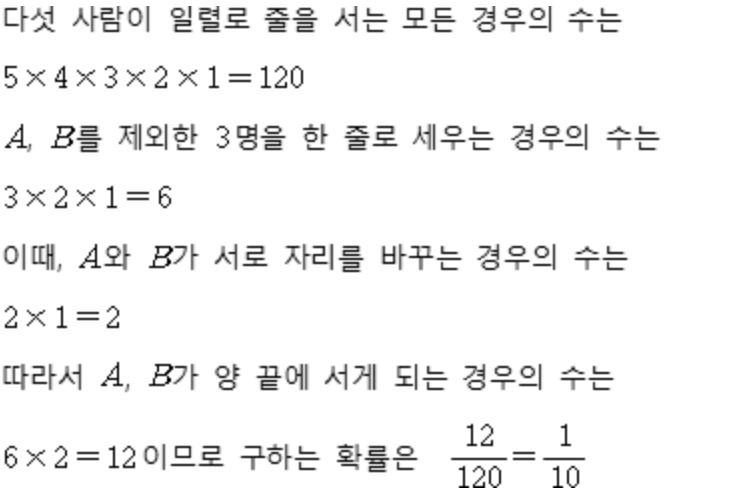 다섯 사람이 일렬로 줄을 서는 모든 경우의 수는
5×4×3×2×1=120
A, B를 제외한 3명을 한 줄로 세우는 경우의 수는
3×2×1=6
이때, A와 B가 서로 자리를 바꾸는 경우의 수는
2×1=2
따라서 A, B가 양 끝에 서게 되는 경우의 수는
6×2=12이므로 구하는 확률은 12/120=1/10